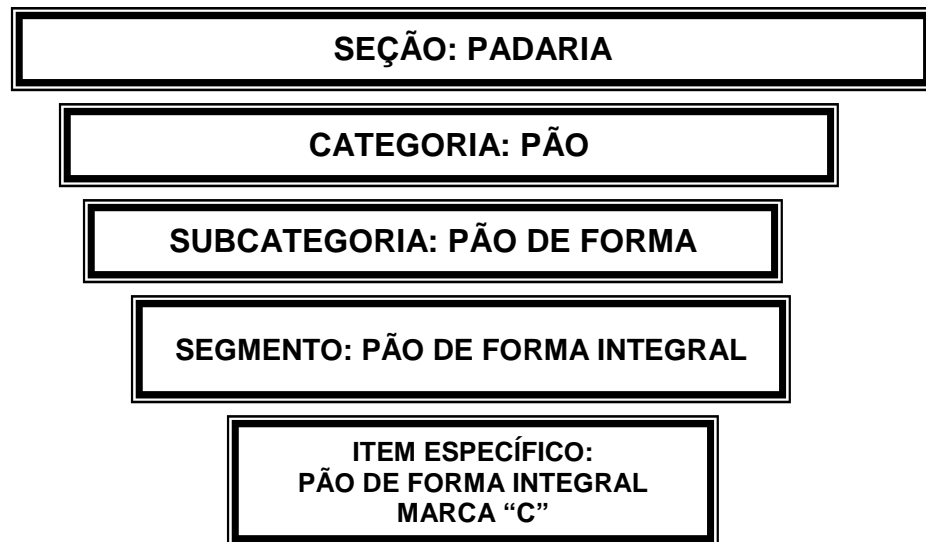 SEÇÃO: PADARIA
CATEGORIA: PÃO
SUBCATEGORIA: PÃO DE FORMA
SEGMENTO: PÃO DE FORMA INTEGRAL
ITEM ESPECÍFICO:
PÃO DE FORMA INTEGRAL
MARCA “C”